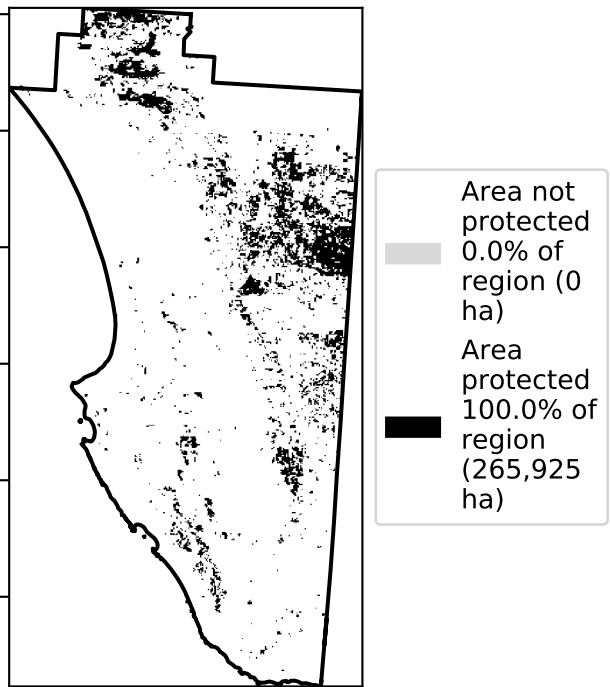 Area not
protected
0.0% of
region (0
ha)
Area
protected
100.0% of
region
(265,925
ha)